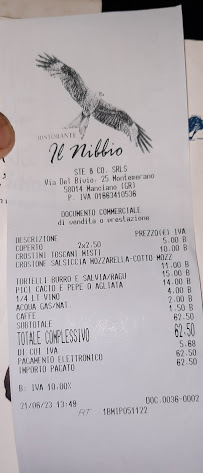 RISTORANTE
Il Nibbio
STE & CO. SRLS
Via Del Bivio, 25 Montemerano
58014 Manciano (GR)
P. IVA 01663410536
DOCUMENTO COMMERCIALE
di vendita o prestazione
DESCRIZIONE PREZZO(€) IVA
COPERTO 2x2.50 5.00 B
CROSTINI TOSCANI MISTI 10.00 B
CROSTONE SALSICCIA MOZZARELLA-COTTO MOZZ
11.00 B
TORTELLI BURRO E SALVIA/RAGU 15.00 B
PICI CACIO E PEPE O AGLIATA 14.00 B
1/4 LT VINO 4.00 B
ACQUA GAS/NAT 2.00 B
CAFFE 1.50 B
SUBTOTALE 62.50
TOTALE COMPLESSIVO 62.50
DI CUI IVA 5.68
PAGAMENTO ELETTRONICO 62.50
IMPORTO PAGATO 62.50
B: IVA 10.00%
21/06/23 13:48 DOC.0036-0002
RT 1BMIP051122